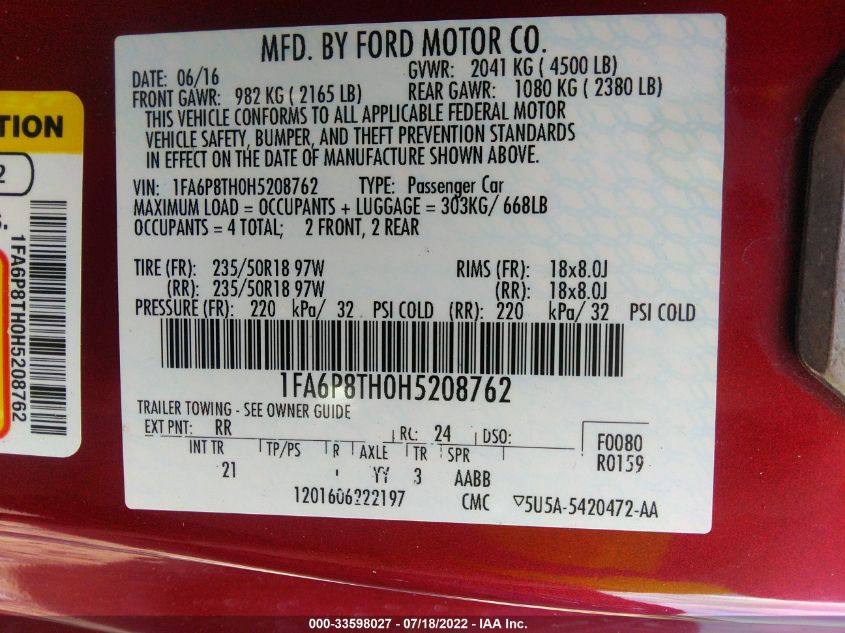 MFD. BY FORD MOTOR CO.
DATE: 06/16 GVWR: 2041 KG ( 4500 LB)
FRONT GAWR: 982 KG ( 2165 LB) REAR GAWR: 1080 KG ( 2380 LB)
THIS VEHICLE CONFORMS TO ALL APPLICABLE FEDERAL MOTOR
VEHICLE SAFETY, BUMPER, AND THEFT PREVENTION STANDARDS
IN EFFECT ON THE DATE OF MANUFACTURE SHOWN ABOVE.
VIN: 1FA6P8TH0H5208762 TYPE: Passenger Car
MAXIMUM LOAD = OCCUPANTS + LUGGAGE = 303KG/ 668LB
OCCUPANTS = 4 TOTAL; 2 FRONT, 2 REAR
TIRE (FR): 235/50R18 97W RIMS (FR): 18x8.0J
(RR): 235/50R18 97W (RR): 18x8.0J
PRESSURE (FR): 220 kPa/ 32 PSI COLD (RR): 220 kPa/ 32 PSI COLD
1FA6P8TH0H5208762
TRAILER TOWING - SEE OWNER GUIDE
EXT PNT: RR RC: 24 DSO: F0080
INT TR TP/PS R AXLE TR SPR R0159
21 YY 3 AABB
1201606222197 CMC 5U5A-5420472-AA
TION
2
1FA6P8TH0H5208762
000-33598027 - 07/18/2022 - IAA Inc.